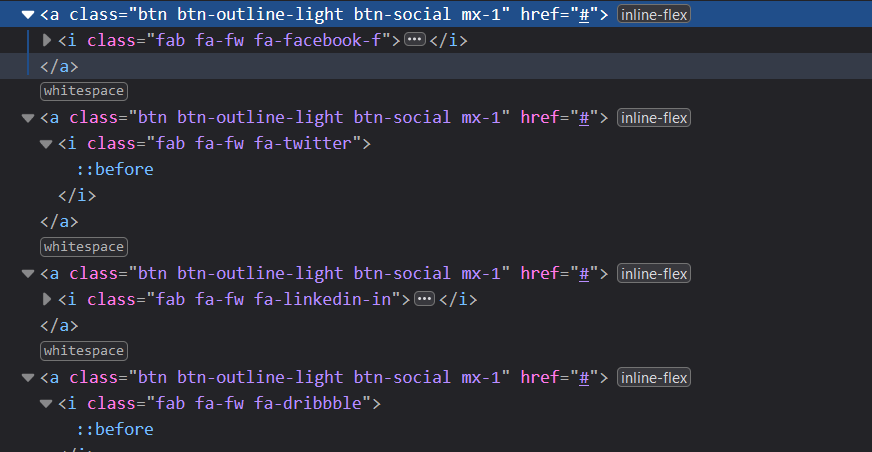 <a class="btn btn-outline-light btn-social mx-1" href="#"> inline-flex
<i class="fab fa-fw fa-facebook-f">···</i>
</a>
whitespace
<a class="btn btn-outline-light btn-social mx-1" href="#"> inline-flex
<i class="fab fa-fw fa-twitter">
::before
</i>
</a>
whitespace
<a class="btn btn-outline-light btn-social mx-1" href="#"> inline-flex
<i class="fab fa-fw fa-linkedin-in">···</i>
</a>
whitespace
<a class="btn btn-outline-light btn-social mx-1" href="#"> inline-flex
<i class="fab fa-fw fa-dribbble">
::before